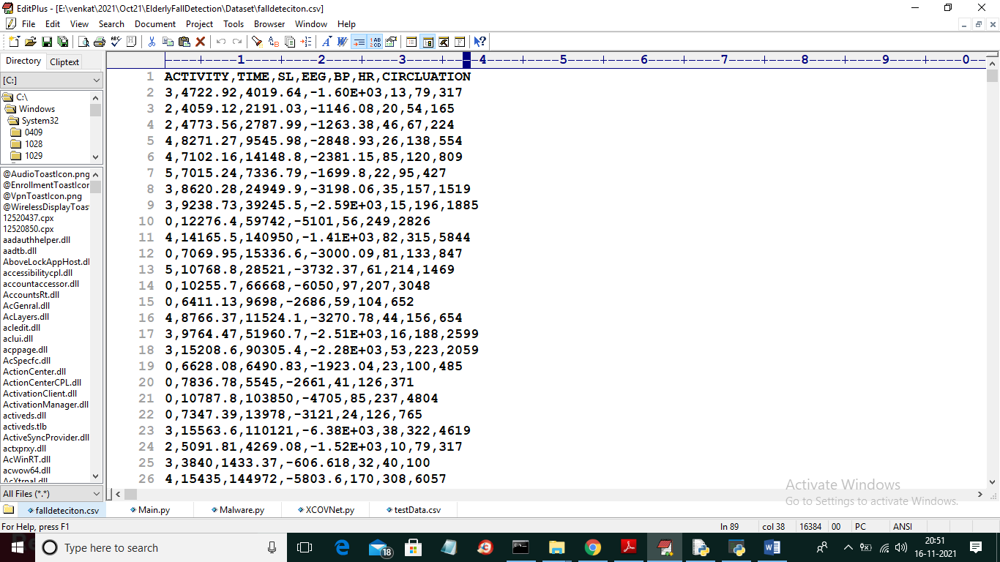 EditPlus - [E:\venkat\2021\Oct21\ElderlyFallDetection\Dataset\falldeteciton.csv]
File Edit View Search Document Project Tools Browser Window Help
Directory Cliptext
[C:]
C:\
Windows
System32
0409
1028
1029
@AudioToastIcon.png
@EnrollmentToastIcor
@VpnToastIcon.png
@WirelessDisplayToas
12520437.cpx
12520850.cpx
aadauthhelper.dll
aadtb.dll
AboveLockAppHost.dl
accessibilitycpl.dll
accountaccessor.dll
AccountsRt.dll
AcGenral.dll
AcLayers.dll
acledit.dll
aclui.dll
acppage.dll
AcSpecfc.dll
ActionCenter.dll
ActionCenterCPL.dll
ActivationClient.dll
ActivationManager.dll
activeds.dll
activeds.tlb
ActiveSyncProvider.dll
actxprxy.dll
AcWinRT.dll
acwow64.dll
AcXtrnal.dll
All Files (*.*)
----+----1----+----2----+----3----+----4----+----5----+----6----+----7----+----8----+----9----+----0--
1 ACTIVITY,TIME,SL,EEG,BP,HR,CIRCLUATION
2 3,4722.92,4019.64,-1.60E+03,13,79,317
3 2,4059.12,2191.03,-1146.08,20,54,165
4 2,4773.56,2787.99,-1263.38,46,67,224
5 4,8271.27,9545.98,-2848.93,26,138,554
6 4,7102.16,14148.8,-2381.15,85,120,809
7 5,7015.24,7336.79,-1699.8,22,95,427
8 3,8620.28,24949.9,-3198.06,35,157,1519
9 3,9238.73,39245.5,-2.59E+03,15,196,1885
10 0,12276.4,59742,-5101,56,249,2826
11 4,14165.5,140950,-1.41E+03,82,315,5844
12 0,7069.95,15336.6,-3000.09,81,133,847
13 5,10768.8,28521,-3732.37,61,214,1469
14 0,10255.7,66668,-6050,97,207,3048
15 0,6411.13,9698,-2686,59,104,652
16 4,8766.37,11524.1,-3270.78,44,156,654
17 3,9764.47,51960.7,-2.51E+03,16,188,2599
18 3,15208.6,90305.4,-2.28E+03,53,223,2059
19 0,6628.08,6490.83,-1923.04,23,100,485
20 0,7836.78,5545,-2661,41,126,371
21 0,10787.8,103850,-4705,85,237,4804
22 0,7347.39,13978,-3121,24,126,765
23 3,15563.6,110121,-6.38E+03,38,322,4619
24 2,5091.81,4269.08,-1.52E+03,10,79,317
25 3,3840,1433.37,-606.618,32,40,100
26 4,15435,144972,-5803.6,170,308,6057
Activate Windows
Go to Settings to activate Windows.
falldeteciton.csv Main.py Malware.py XCOVNet.py testData.csv
For Help, press F1 ln 89 col 38 16384 00 PC ANSI
Type here to search 18 20:51
16-11-2021